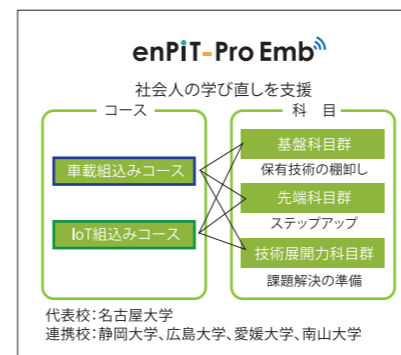 enPiT-Pro Emb
社会人の学び直しを支援
コース
科 目
車載組込みコース
IoT組込みコース
基盤科目群
保有技術の棚卸し
先端科目群
ステップアップ
技術展開力科目群
課題解決の準備
代表校：名古屋大学
連携校：静岡大学、広島大学、愛媛大学、南山大学